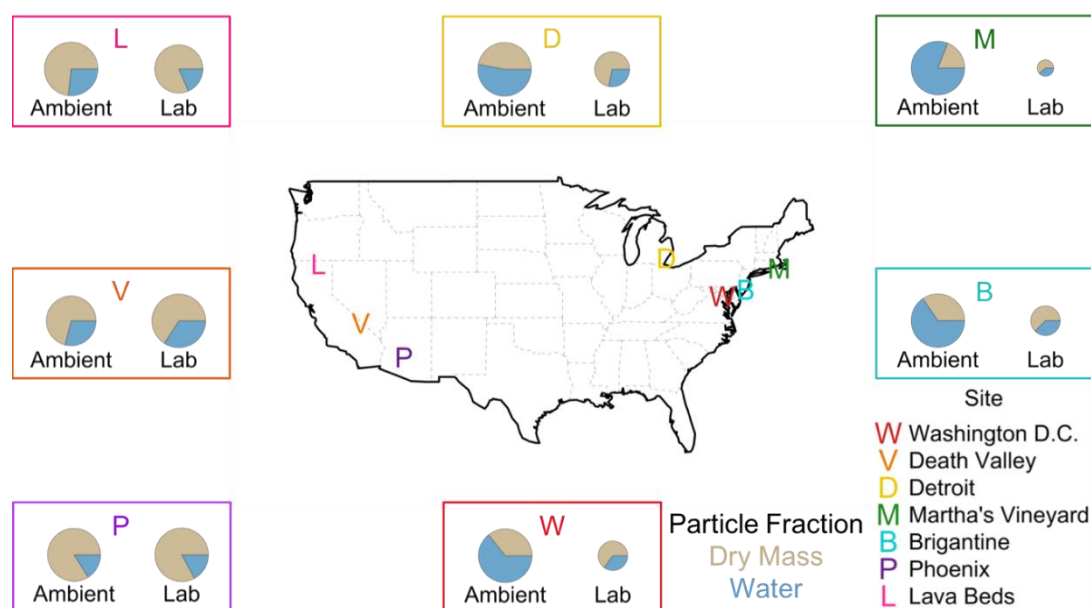 L
Ambient Lab
D
Ambient Lab
M
Ambient Lab
L
D
M
B
W
V
P
V
Ambient Lab
B
Ambient Lab
P
Ambient Lab
W
Ambient Lab
Particle Fraction
Dry Mass
Water
Site
W Washington D.C.
V Death Valley
D Detroit
M Martha's Vineyard
B Brigantine
P Phoenix
L Lava Beds